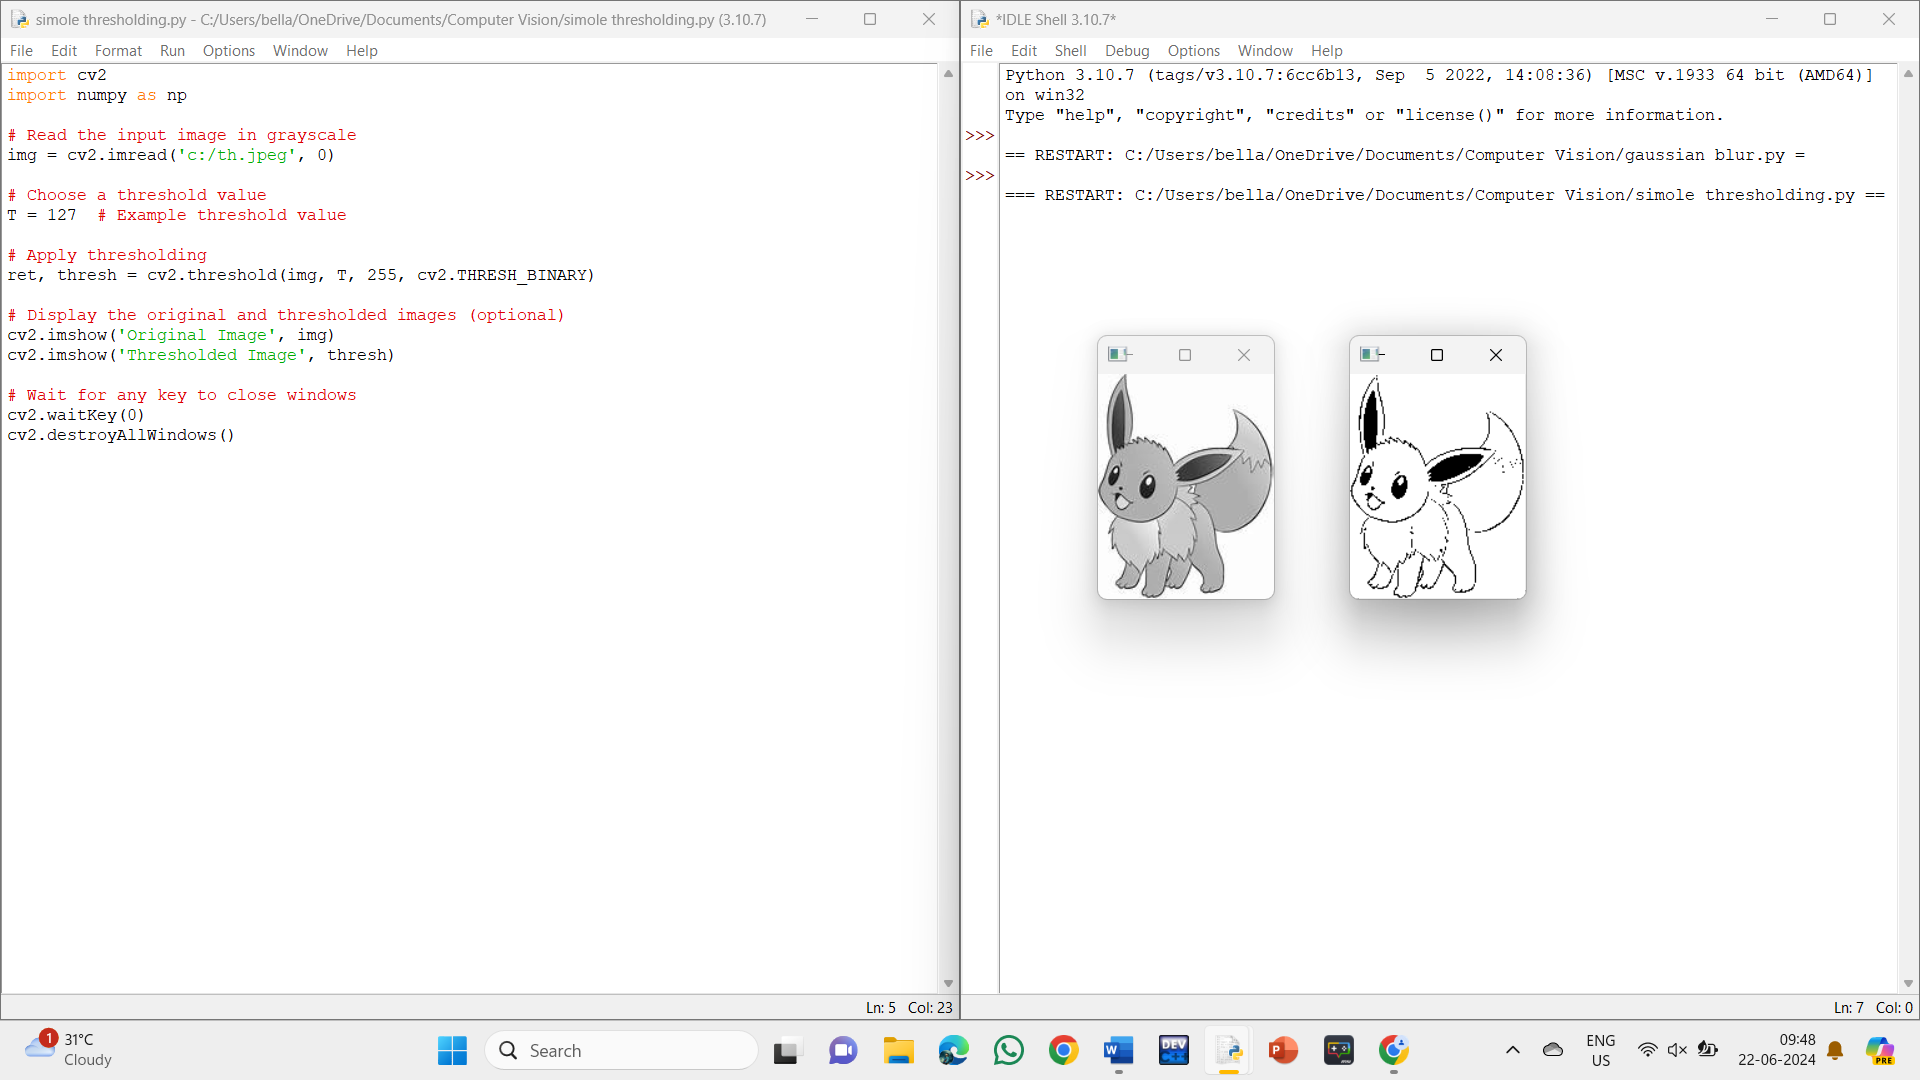 simole thresholding.py - C:/Users/bella/OneDrive/Documents/Computer Vision/simole thresholding.py (3.10.7)
File Edit Format Run Options Window Help
import cv2
import numpy as np
# Read the input image in grayscale
img = cv2.imread('c:/th.jpeg', 0)
# Choose a threshold value
T = 127  # Example threshold value
# Apply thresholding
ret, thresh = cv2.threshold(img, T, 255, cv2.THRESH_BINARY)
# Display the original and thresholded images (optional)
cv2.imshow('Original Image', img)
cv2.imshow('Thresholded Image', thresh)
# Wait for any key to close windows
cv2.waitKey(0)
cv2.destroyAllWindows()
Ln: 5 Col: 23
*IDLE Shell 3.10.7*
File Edit Shell Debug Options Window Help
Python 3.10.7 (tags/v3.10.7:6cc6b13, Sep  5 2022, 14:08:36) [MSC v.1933 64 bit (AMD64)]
on win32
Type "help", "copyright", "credits" or "license()" for more information.
>>>
== RESTART: C:/Users/bella/OneDrive/Documents/Computer Vision/gaussian blur.py =
>>>
=== RESTART: C:/Users/bella/OneDrive/Documents/Computer Vision/simole thresholding.py ==
Ln: 7 Col: 0
1
31°C
Cloudy
Search
W
DEV
P
ENG
US
09:48
22-06-2024
PRE